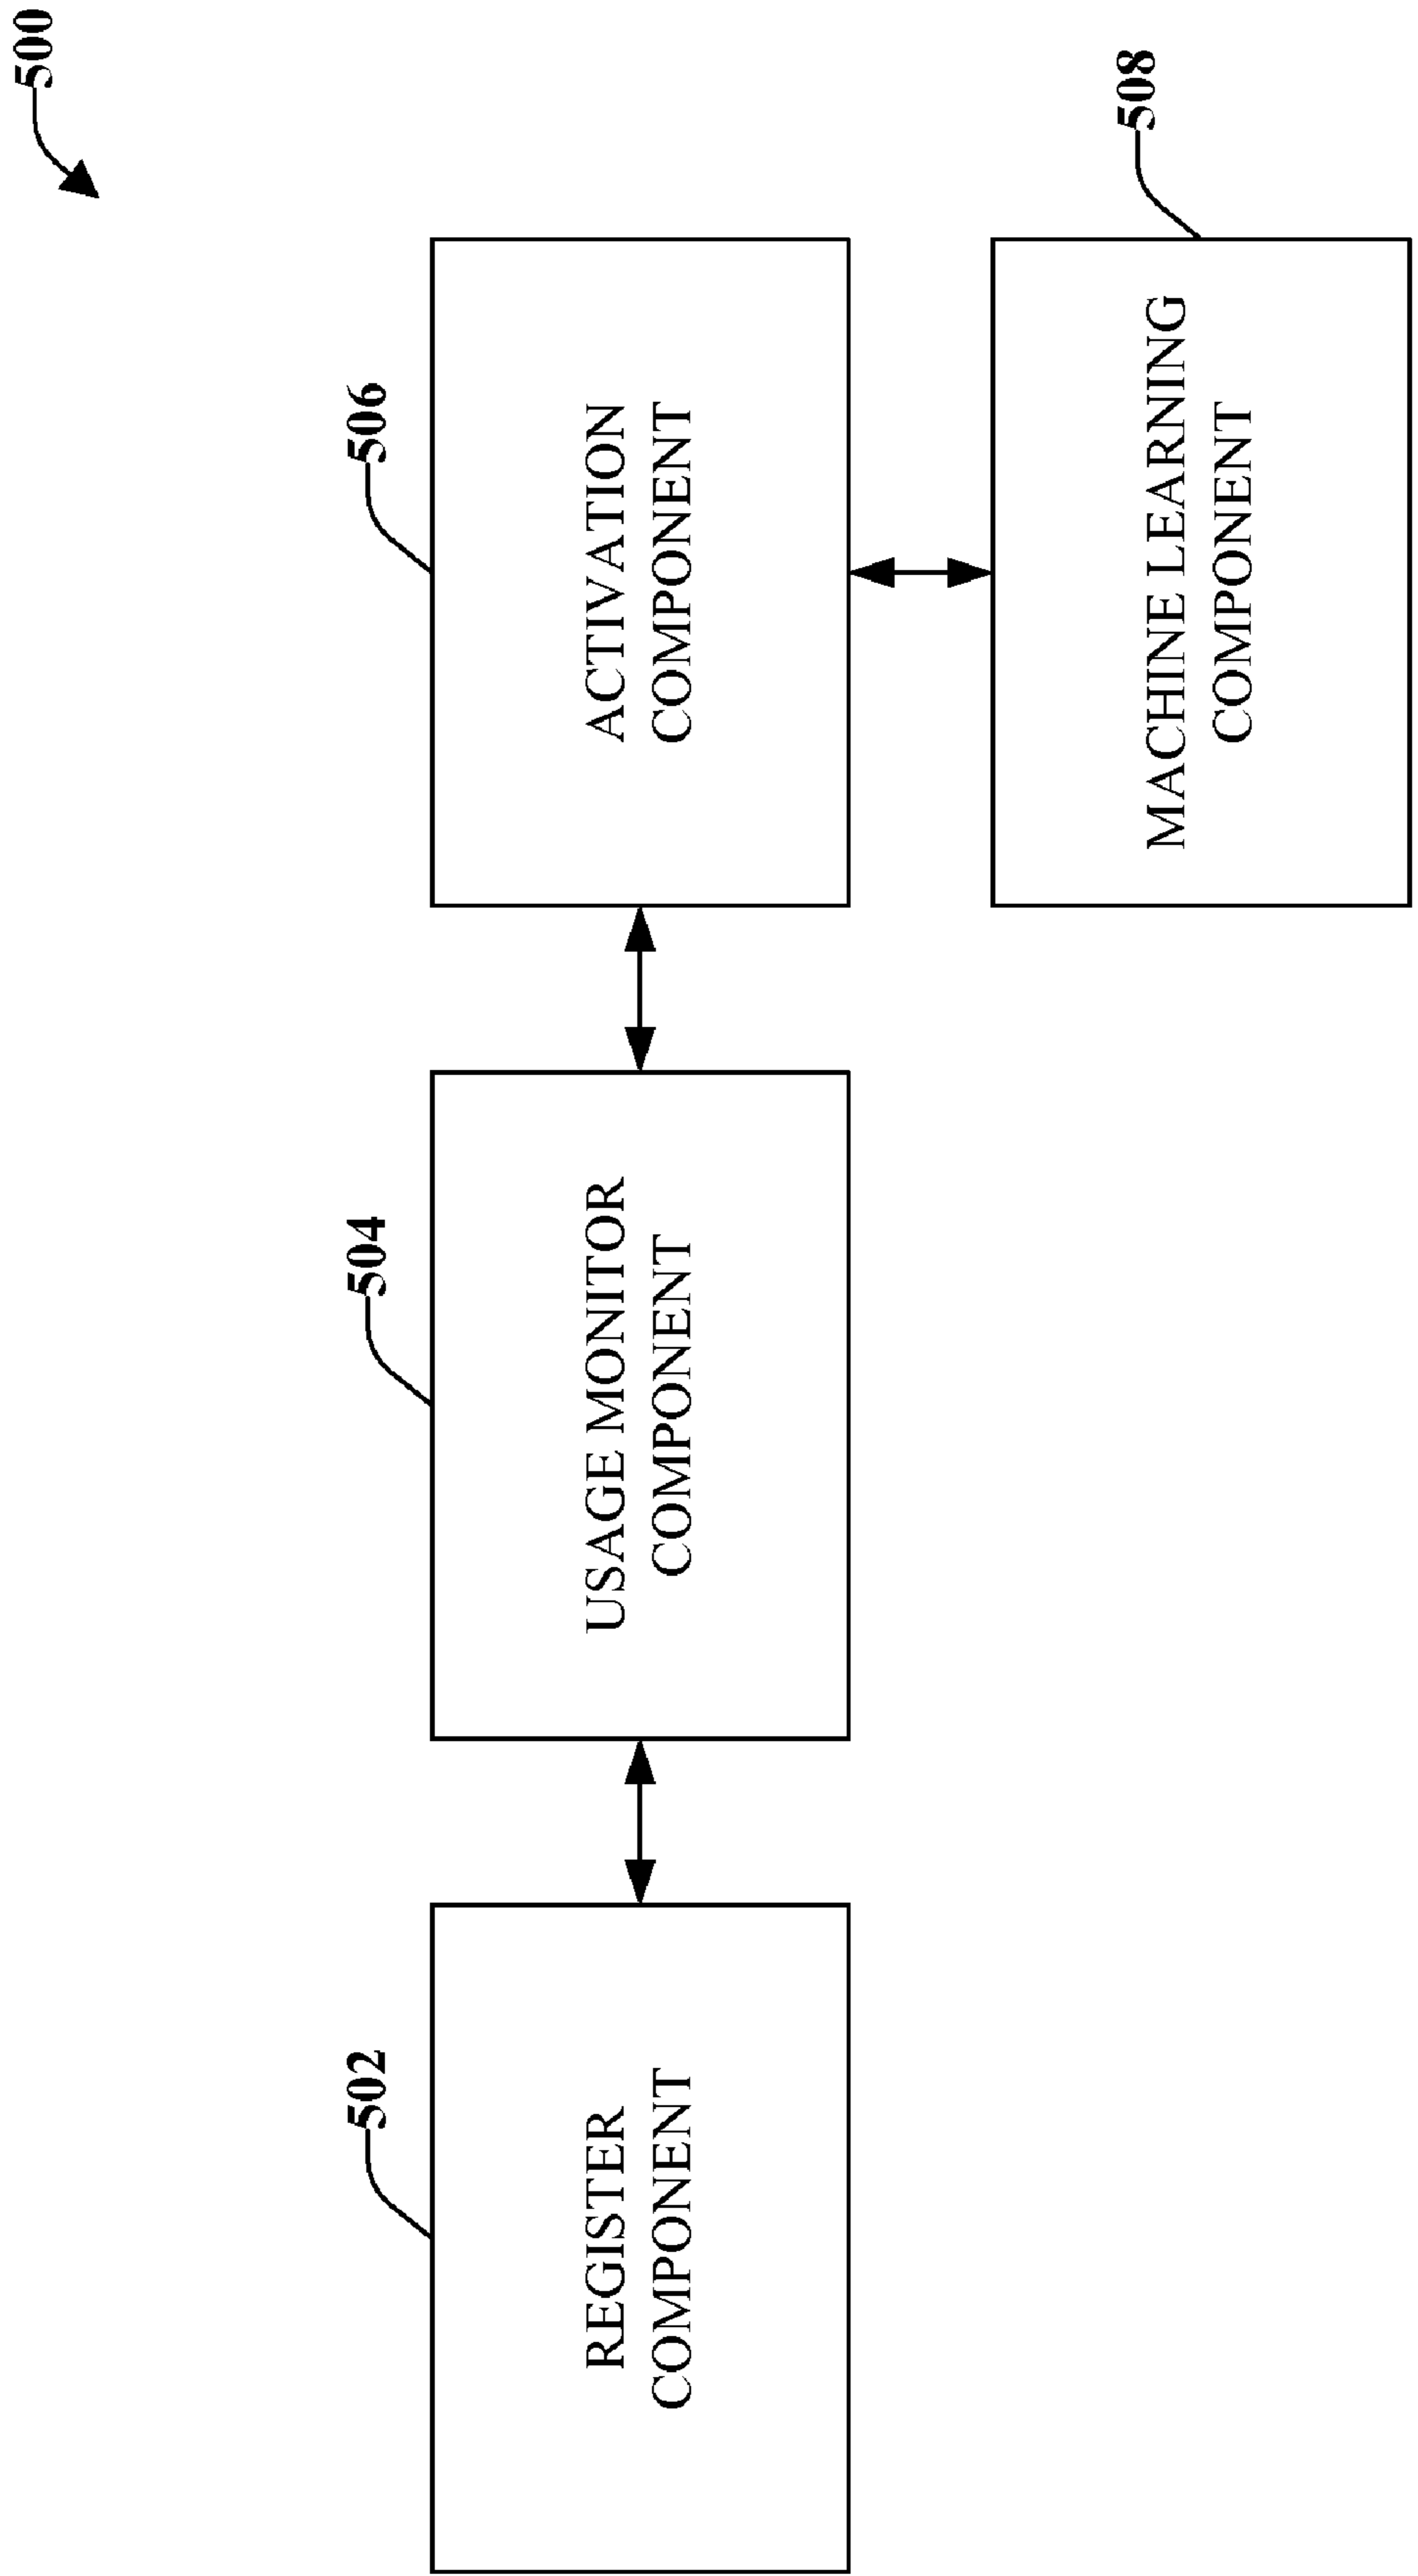 500
502
REGISTER
COMPONENT
504
USAGE MONITOR
COMPONENT
506
ACTIVATION
COMPONENT
508
MACHINE LEARNING
COMPONENT